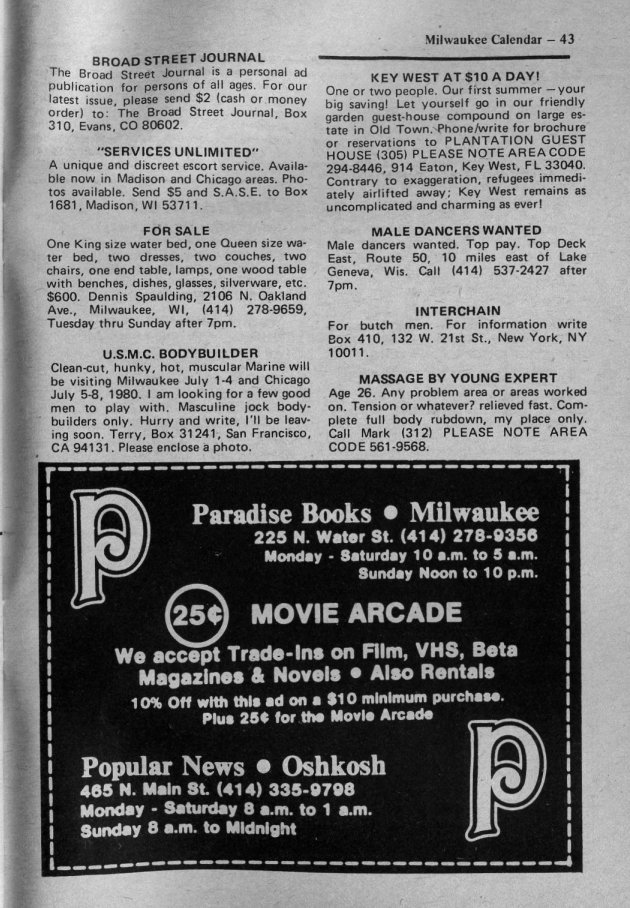 Milwaukee Calendar — 43
BROAD STREET JOURNAL
The Broad Street Journal is a personal ad
publication for persons of all ages. For our
latest issue, please send $2 (cash or money
order) to: The Broad Street Journal, Box
310, Evans, CO 80602.
"SERVICES UNLIMITED"
A unique and discreet escort service. Availa-
ble now in Madison and Chicago areas. Pho-
tos available. Send $5 and S.A.S.E. to Box
1681, Madison, WI 53711.
FOR SALE
One King size water bed, one Queen size wa-
ter bed, two dresses, two couches, two
chairs, one end table, lamps, one wood table
with benches, dishes, glasses, silverware, etc.
$600. Dennis Spaulding, 2106 N. Oakland
Ave., Milwaukee, WI, (414) 278-9659,
Tuesday thru Sunday after 7pm.
U.S.M.C. BODYBUILDER
Clean-cut, hunky, hot, muscular Marine will
be visiting Milwaukee July 1-4 and Chicago
July 5-8, 1980. I am looking for a few good
men to play with. Masculine jock body-
builders only. Hurry and write, I'll be leav-
ing soon. Terry, Box 31241, San Francisco,
CA 94131. Please enclose a photo.
KEY WEST AT $10 A DAY!
One or two people. Our first summer — your
big saving! Let yourself go in our friendly
garden guest-house compound on large es-
tate in Old Town. Phone/write for brochure
or reservations to PLANTATION GUEST
HOUSE (305) PLEASE NOTE AREA CODE
294-8446, 914 Eaton, Key West, FL 33040.
Contrary to exaggeration, refugees immedi-
ately airlifted away; Key West remains as
uncomplicated and charming as ever!
MALE DANCERS WANTED
Male dancers wanted. Top pay. Top Deck
East, Route 50, 10 miles east of Lake
Geneva, Wis. Call (414) 537-2427 after
7pm.
INTERCHAIN
For butch men. For information write
Box 410, 132 W. 21st St., New York, NY
10011.
MASSAGE BY YOUNG EXPERT
Age 26. Any problem area or areas worked
on. Tension or whatever? relieved fast. Com-
plete full body rubdown, my place only.
Call Mark (312) PLEASE NOTE AREA
CODE 561-9568.
P
Paradise Books • Milwaukee
225 N. Water St. (414) 278-9356
Monday - Saturday 10 a.m. to 5 a.m.
Sunday Noon to 10 p.m.
25¢ MOVIE ARCADE
We accept Trade-Ins on Film, VHS, Beta
Magazines & Novels • Also Rentals
10% Off with this ad on a $10 minimum purchase.
Plus 25¢ for the Movie Arcade
Popular News • Oshkosh
465 N. Main St. (414) 335-9798
Monday - Saturday 8 a.m. to 1 a.m.
Sunday 8 a.m. to Midnight
P